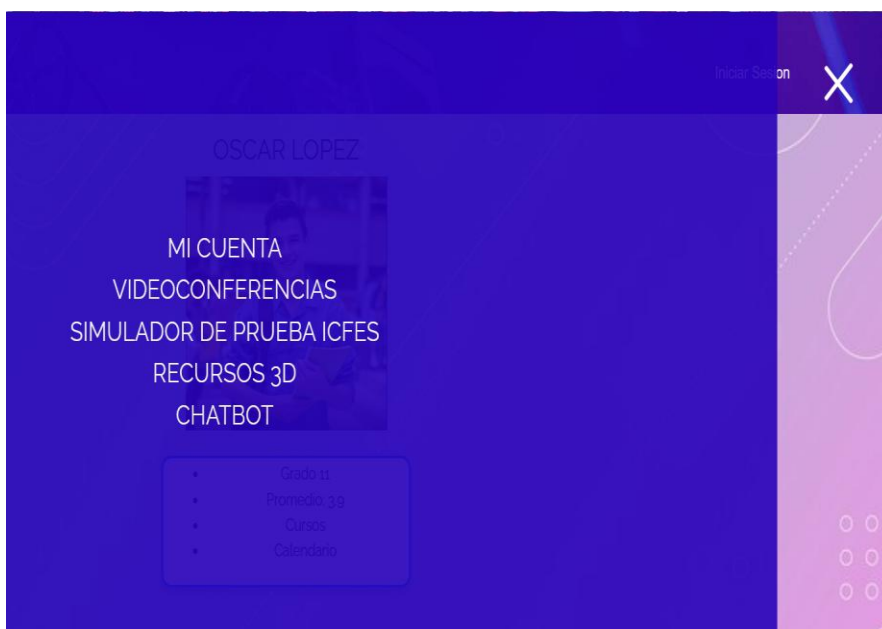 Iniciar Sesion
X
OSCAR LOPEZ
MI CUENTA
VIDEOCONFERENCIAS
SIMULADOR DE PRUEBA ICFES
RECURSOS 3D
CHATBOT
Grado 11
Promedio: 3.9
Cursos
Calendario